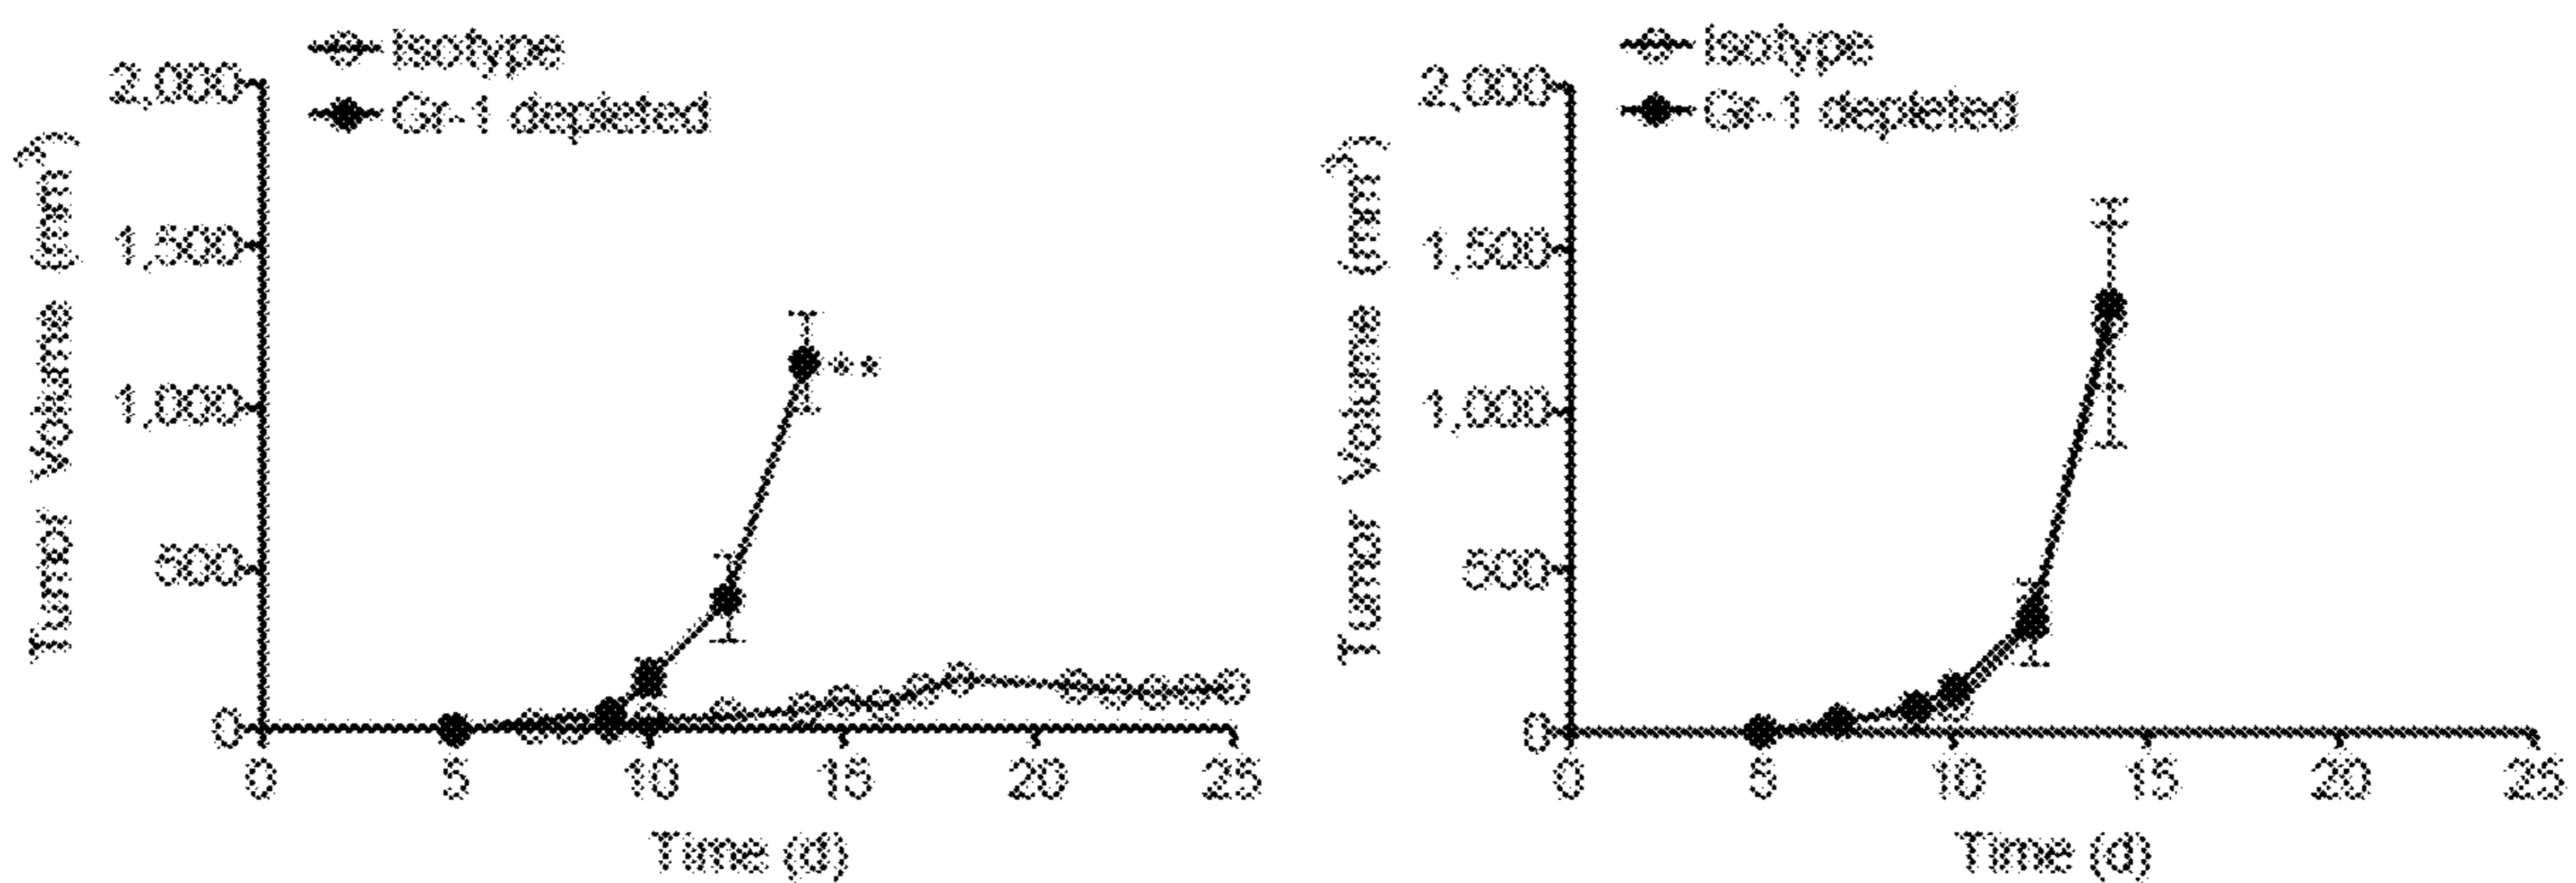 Isotype
Gr-1 depleted
Tumor Volume (mm3)
2,000
1,500
1,000
500
0
**
0 5 10 15 20 25
Time (d)
Isotype
Gr-1 depleted
Tumor Volume (mm3)
2,000
1,500
1,000
500
0
0 5 10 15 20 25
Time (d)